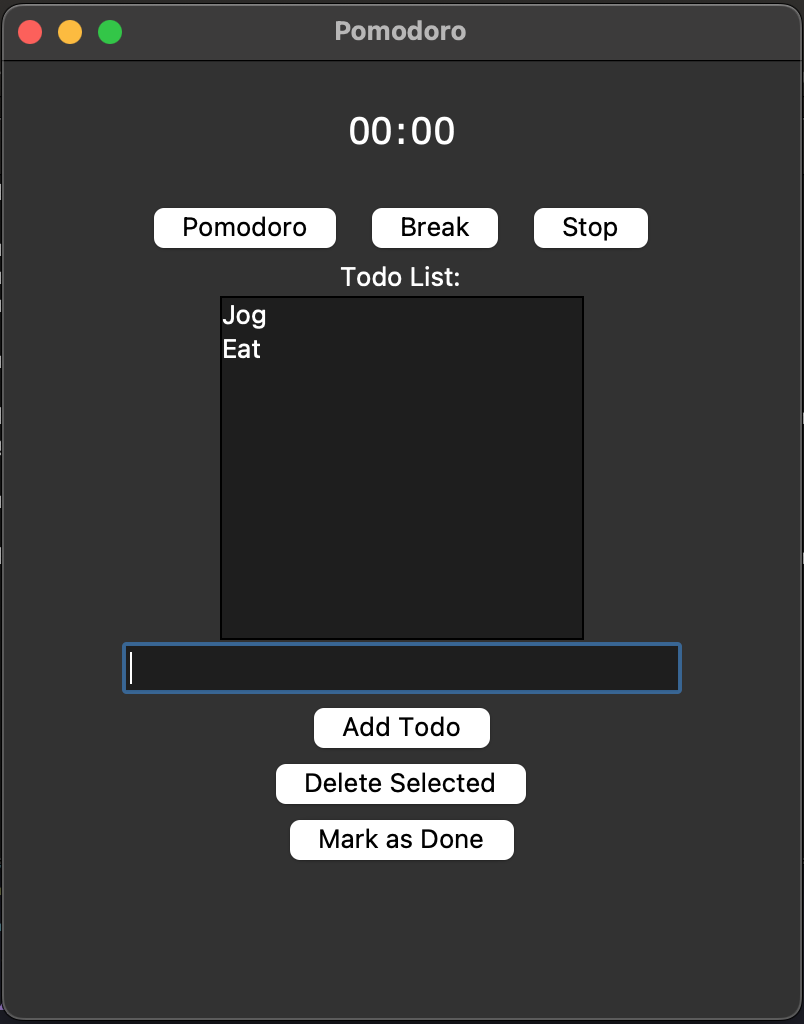 Pomodoro
00:00
Pomodoro Break Stop
Todo List:
Jog
Eat
Add Todo
Delete Selected
Mark as Done